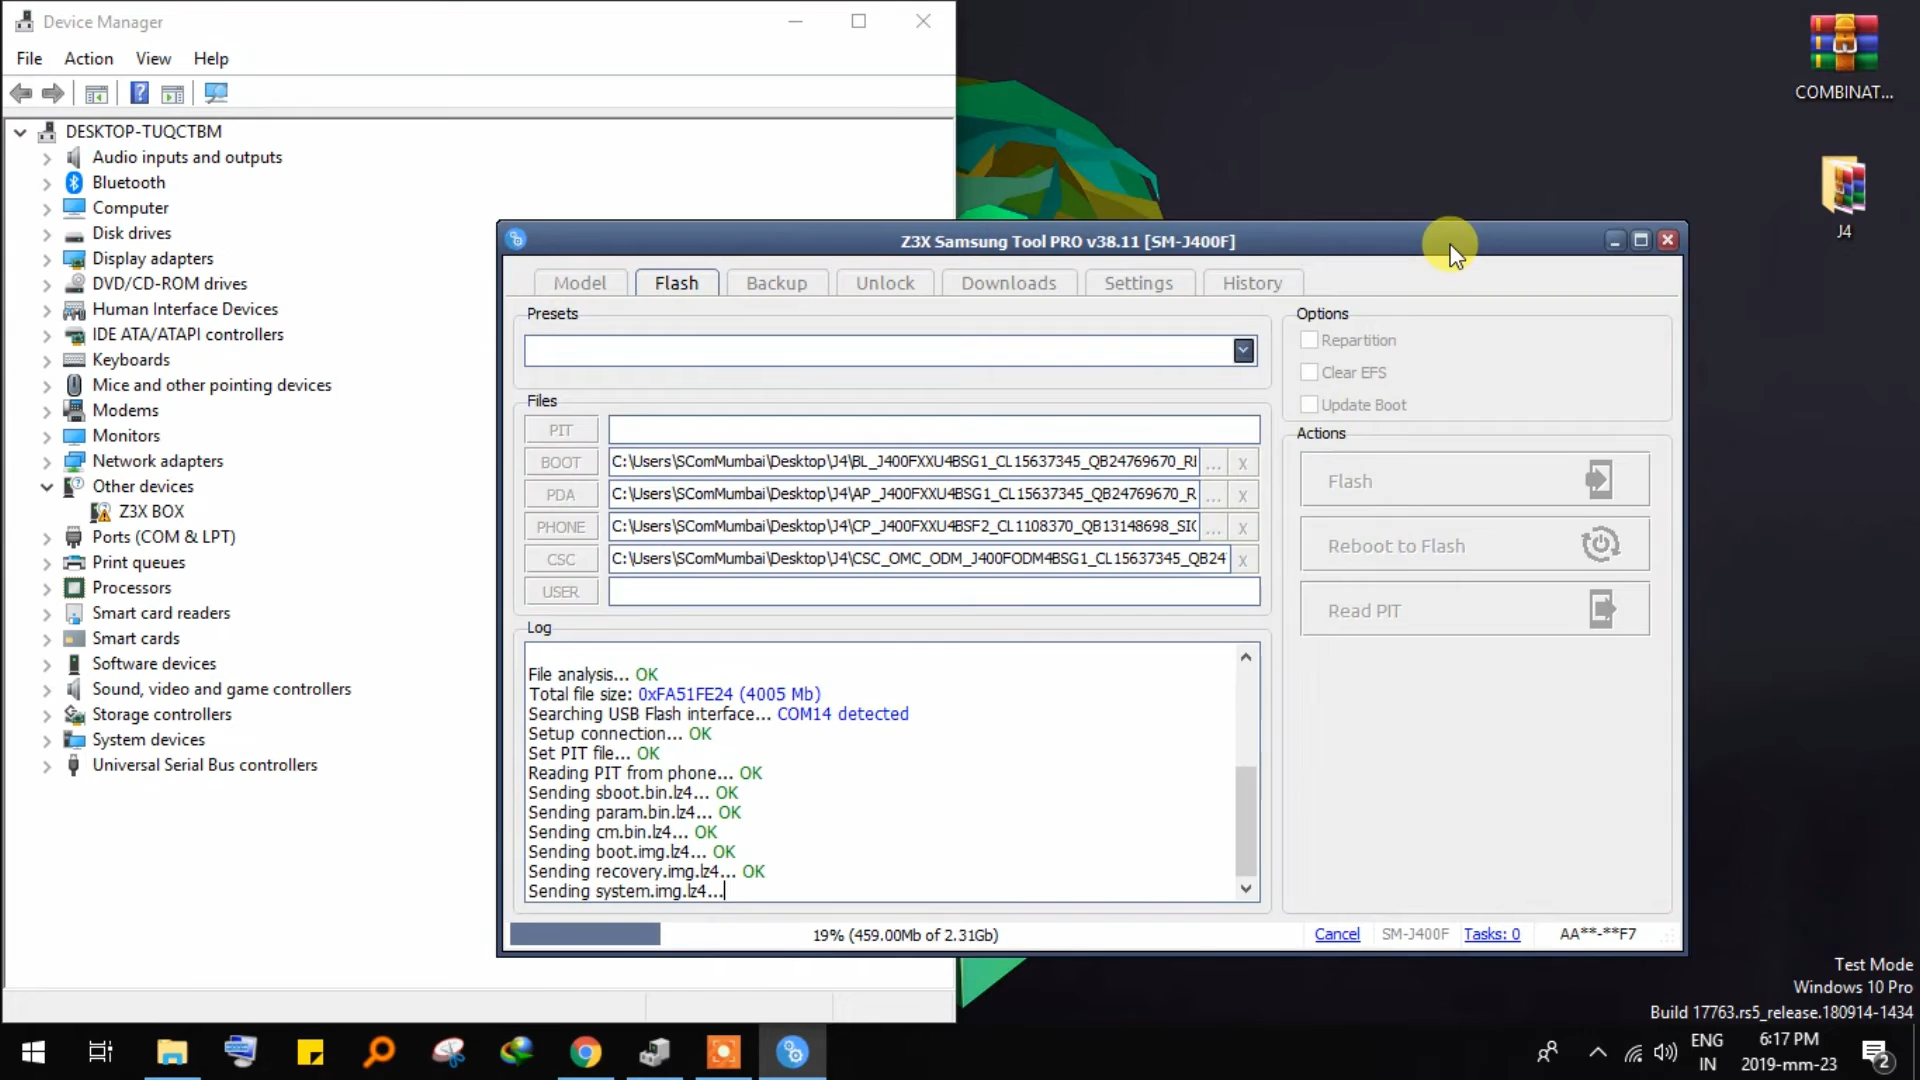 Device Manager
File Action View Help
DESKTOP-TUQCTBM
Audio inputs and outputs
Bluetooth
Computer
Disk drives
Display adapters
DVD/CD-ROM drives
Human Interface Devices
IDE ATA/ATAPI controllers
Keyboards
Mice and other pointing devices
Modems
Monitors
Network adapters
Other devices
Z3X BOX
Ports (COM & LPT)
Print queues
Processors
Smart card readers
Smart cards
Software devices
Sound, video and game controllers
Storage controllers
System devices
Universal Serial Bus controllers
COMBINAT...
J4
Z3X Samsung Tool PRO v38.11 [SM-J400F]
Model Flash Backup Unlock Downloads Settings History
Presets
Files
PIT
BOOT C:\Users\SComMumbai\Desktop\J4\BL_J400FXXU4BSG1_CL15637345_QB24769670_RE ... x
PDA C:\Users\SComMumbai\Desktop\J4\AP_J400FXXU4BSG1_CL15637345_QB24769670_R ... x
PHONE C:\Users\SComMumbai\Desktop\J4\CP_J400FXXU4BSF2_CL1108370_QB13148698_SIG ... x
CSC C:\Users\SComMumbai\Desktop\J4\CSC_OMC_ODM_J400FODM4BSG1_CL15637345_QB24 x
USER
Log
File analysis... OK
Total file size: 0xFA51FE24 (4005 Mb)
Searching USB Flash interface... COM14 detected
Setup connection... OK
Set PIT file... OK
Reading PIT from phone... OK
Sending sboot.bin.lz4... OK
Sending param.bin.lz4... OK
Sending cm.bin.lz4... OK
Sending boot.img.lz4... OK
Sending recovery.img.lz4... OK
Sending system.img.lz4...
Options
Repartition
Clear EFS
Update Boot
Actions
Flash
Reboot to Flash
Read PIT
19% (459.00Mb of 2.31Gb) Cancel SM-J400F Tasks: 0 AA**-**F7
Test Mode
Windows 10 Pro
Build 17763.rs5_release.180914-1434
ENG
IN
6:17 PM
2019-mm-23
2